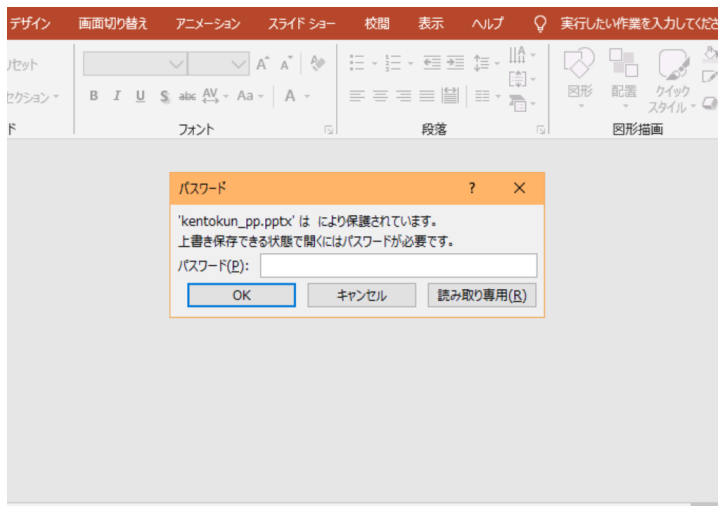 デザイン 画面切り替え アニメーション スライド ショー 校閲 表示 ヘルプ 実行したい作業を入力してくださ
リセット
セクション
B I U S abc AV Aa A
図形 配置 クイック
スタイル
ド フォント 段落 図形描画
パスワード ? ×
'kentokun_pp.pptx' は により保護されています。
上書き保存できる状態で開くにはパスワードが必要です。
パスワード(P):
OK キャンセル 読み取り専用(R)